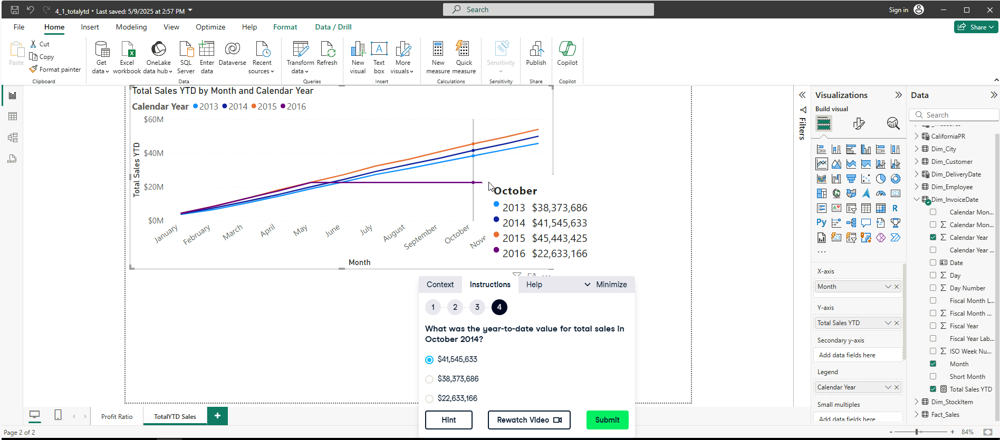 4_1_totalytd • Last saved: 5/9/2025 at 2:57 PM
Search
Sign in
File Home Insert Modeling View Optimize Help Format Data / Drill
Share
Paste
Cut
Copy
Format painter
Clipboard
Get data
Excel workbook
OneLake data hub
SQL Server
Enter data
Dataverse
Recent sources
Data
Transform data
Refresh
Queries
New visual
Text box
More visuals
Insert
New measure
Quick measure
Calculations
Sensitivity
Sensitivity
Publish
Share
Copilot
Copilot
Total Sales YTD by Month and Calendar Year
Calendar Year 2013 2014 2015 2016
Total Sales YTD
$60M
$40M
$20M
$0M
January February March April May June July August September October Nove
Month
October
2013 $38,373,686
2014 $41,545,633
2015 $45,443,425
2016 $22,633,166
Context Instructions Help Minimize
1 2 3 4
What was the year-to-date value for total sales in
October 2014?
$41,545,633
$38,373,686
$22,633,166
Hint Rewatch Video Submit
Filters
Visualizations
Build visual
123
R
Py
123
...
X-axis
Month
Y-axis
Total Sales YTD
Secondary y-axis
Add data fields here
Legend
Calendar Year
Small multiples
Add data fields here
Data
Search
CaliforniaPR
Dim_City
Dim_Customer
Dim_DeliveryDate
Dim_Employee
Dim_InvoiceDate
Calendar Mon...
Calendar Mon...
Calendar Year
Calendar Year ...
Date
Day
Day Number
Fiscal Month L...
Fiscal Month ...
Fiscal Year
Fiscal Year Lab...
ISO Week Nu...
Month
Short Month
Total Sales YTD
Dim_StockItem
Fact_Sales
Profit Ratio
TotalYTD Sales
+
Page 2 of 2
- + 84%